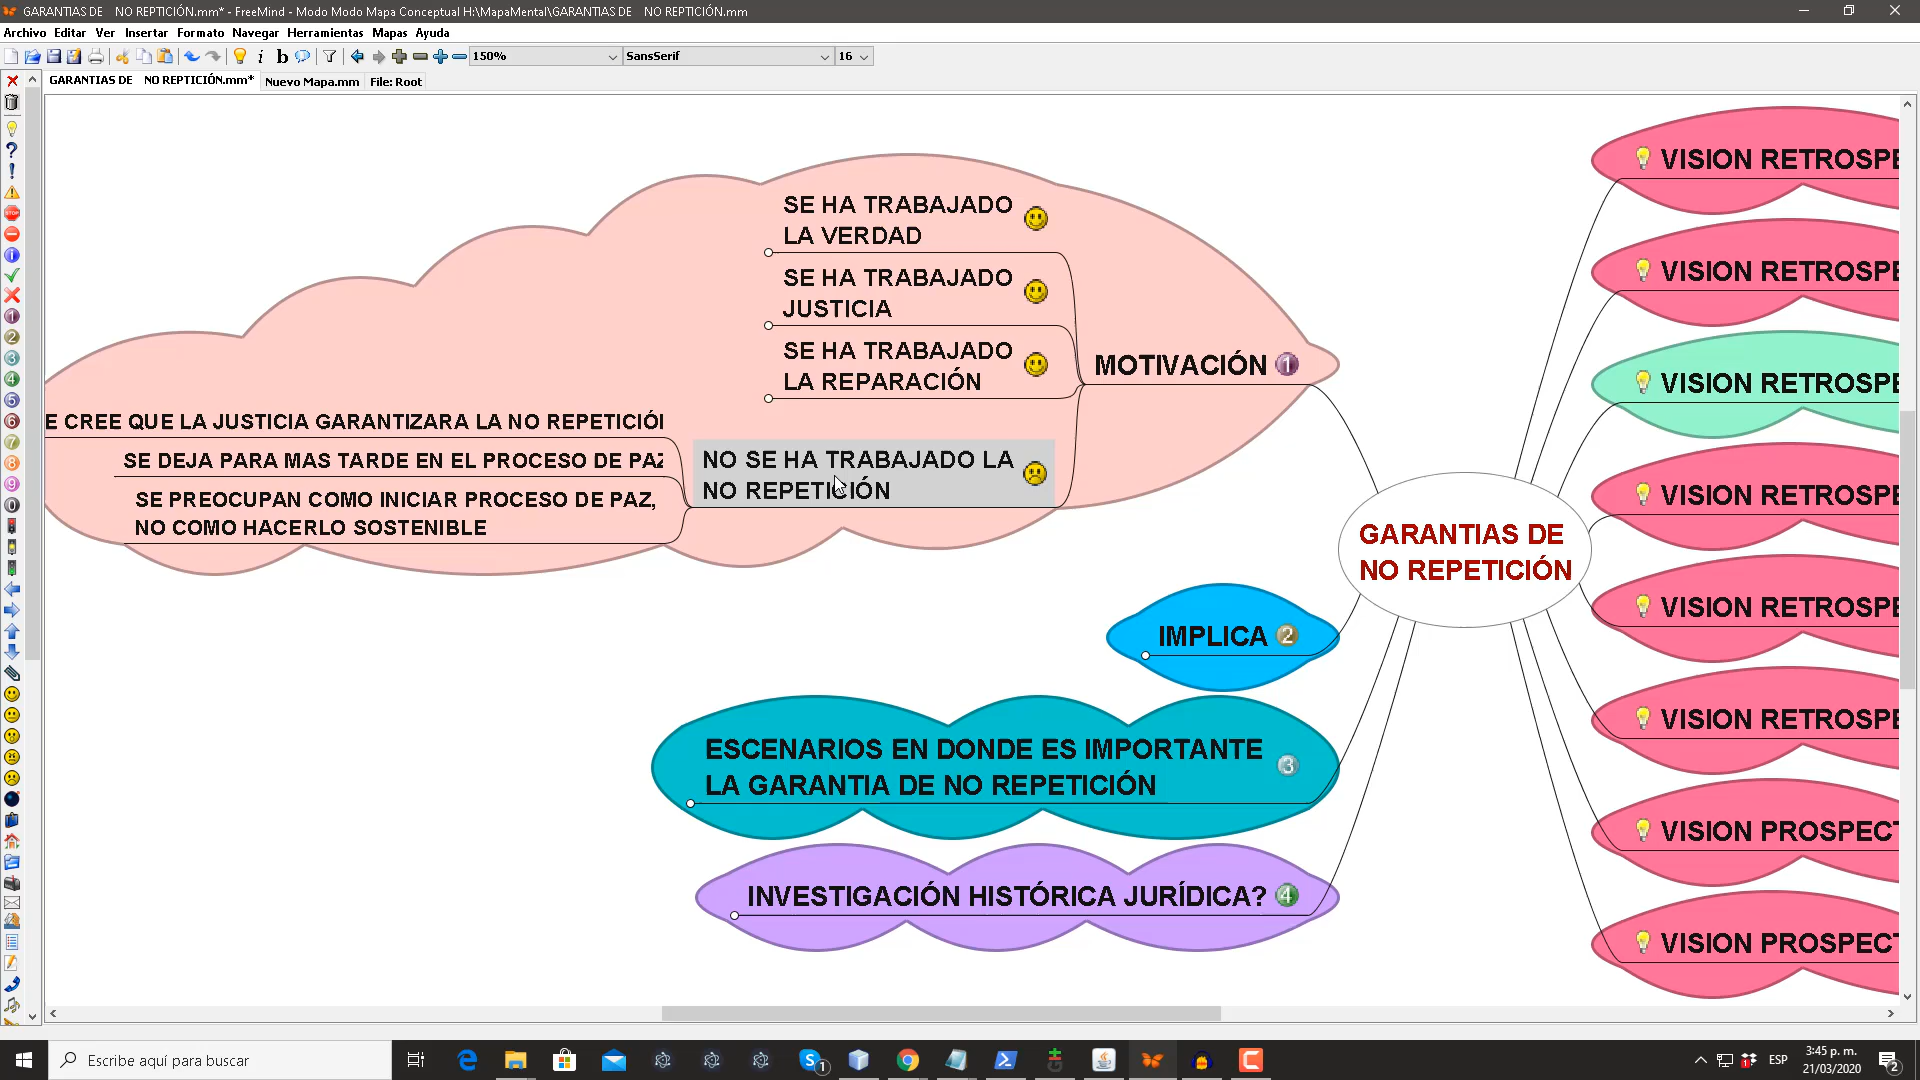 GARANTIAS DE    NO REPTICIÓN.mm* - FreeMind - Modo Modo Mapa Conceptual H:\MapaMental\GARANTIAS DE    NO REPTICIÓN.mm
Archivo Editar Ver Insertar Formato Navegar Herramientas Mapas Ayuda
150% SansSerif 16
GARANTIAS DE    NO REPTICIÓN.mm* Nuevo Mapa.mm File: Root
SE HA TRABAJADO
LA VERDAD
SE HA TRABAJADO
JUSTICIA
SE HA TRABAJADO
LA REPARACIÓN
MOTIVACIÓN 1
E CREE QUE LA JUSTICIA GARANTIZARA LA NO REPETICIÓ
SE DEJA PARA MAS TARDE EN EL PROCESO DE PAZ
SE PREOCUPAN COMO INICIAR PROCESO DE PAZ,
NO COMO HACERLO SOSTENIBLE
NO SE HA TRABAJADO LA
NO REPETICIÓN
GARANTIAS DE
NO REPETICIÓN
IMPLICA 2
ESCENARIOS EN DONDE ES IMPORTANTE
LA GARANTIA DE NO REPETICIÓN 3
INVESTIGACIÓN HISTÓRICA JURÍDICA? 4
VISION RETROSPE
VISION RETROSPE
VISION RETROSPE
VISION RETROSPE
VISION RETROSPE
VISION RETROSPE
VISION PROSPECT
VISION PROSPECT
Escribe aquí para buscar
ESP
3:45 p. m.
21/03/2020